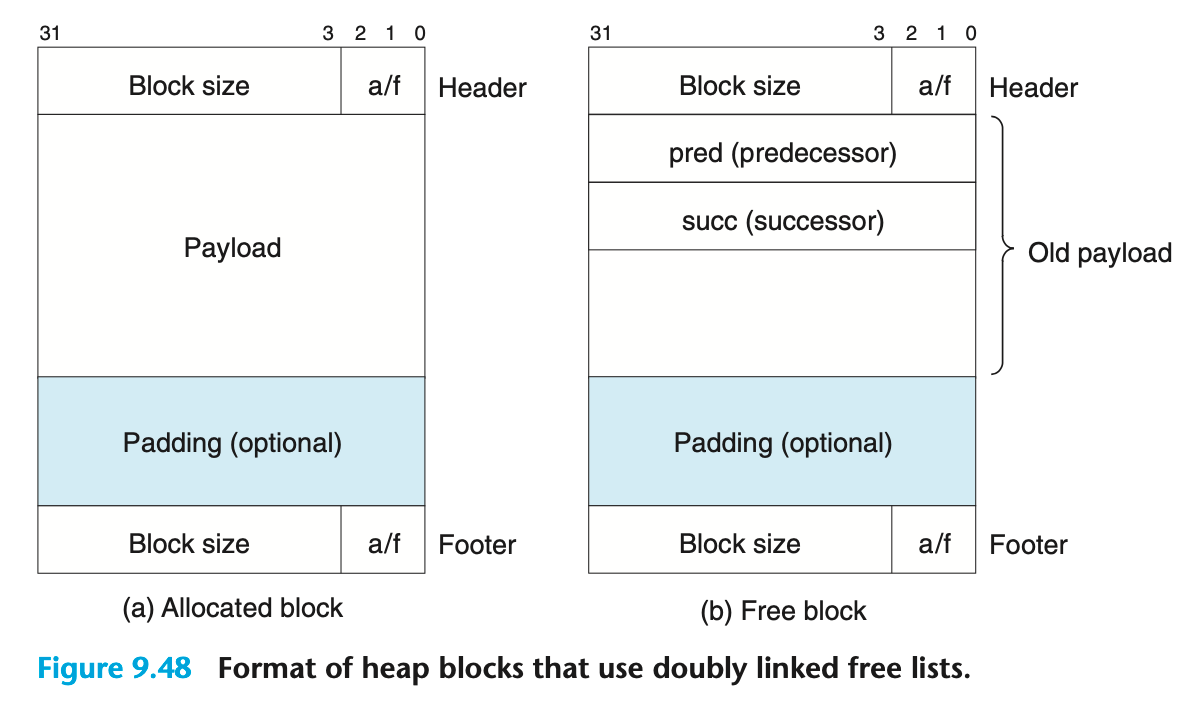 31 3 2 1 0
Block size a/f Header
Payload
Padding (optional)
Block size a/f Footer
(a) Allocated block
31 3 2 1 0
Block size a/f Header
pred (predecessor)
succ (successor)
Old payload
Padding (optional)
Block size a/f Footer
(b) Free block
Figure 9.48 Format of heap blocks that use doubly linked free lists.